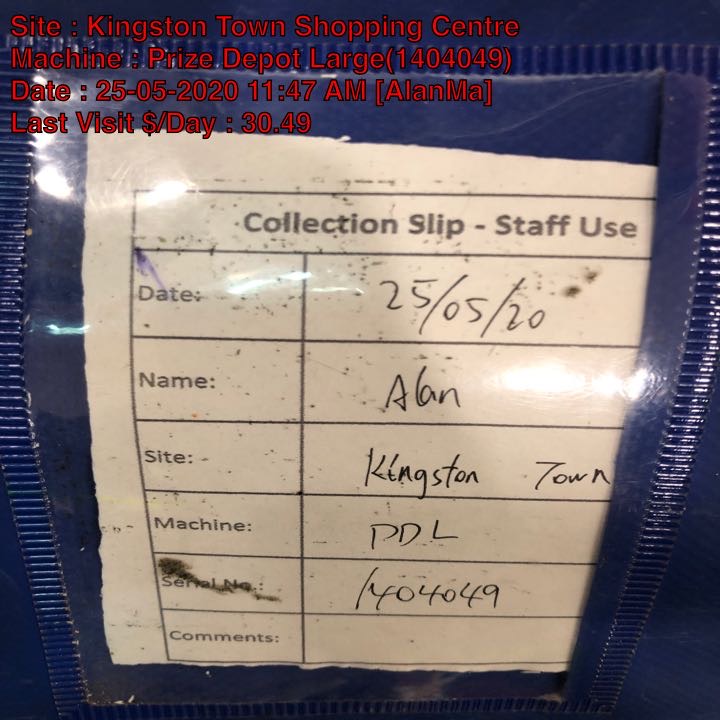 Site : Kingston Town Shopping Centre
Machine : Prize Depot Large(1404049)
Date : 25-05-2020 11:47 AM [AlanMa]
Last Visit $/Day : 30.49
Collection Slip - Staff Use
Date: 25/05/20
Name: Alan
Site: Kingston Town
Machine: PDL
Serial No.: 1404049
Comments: